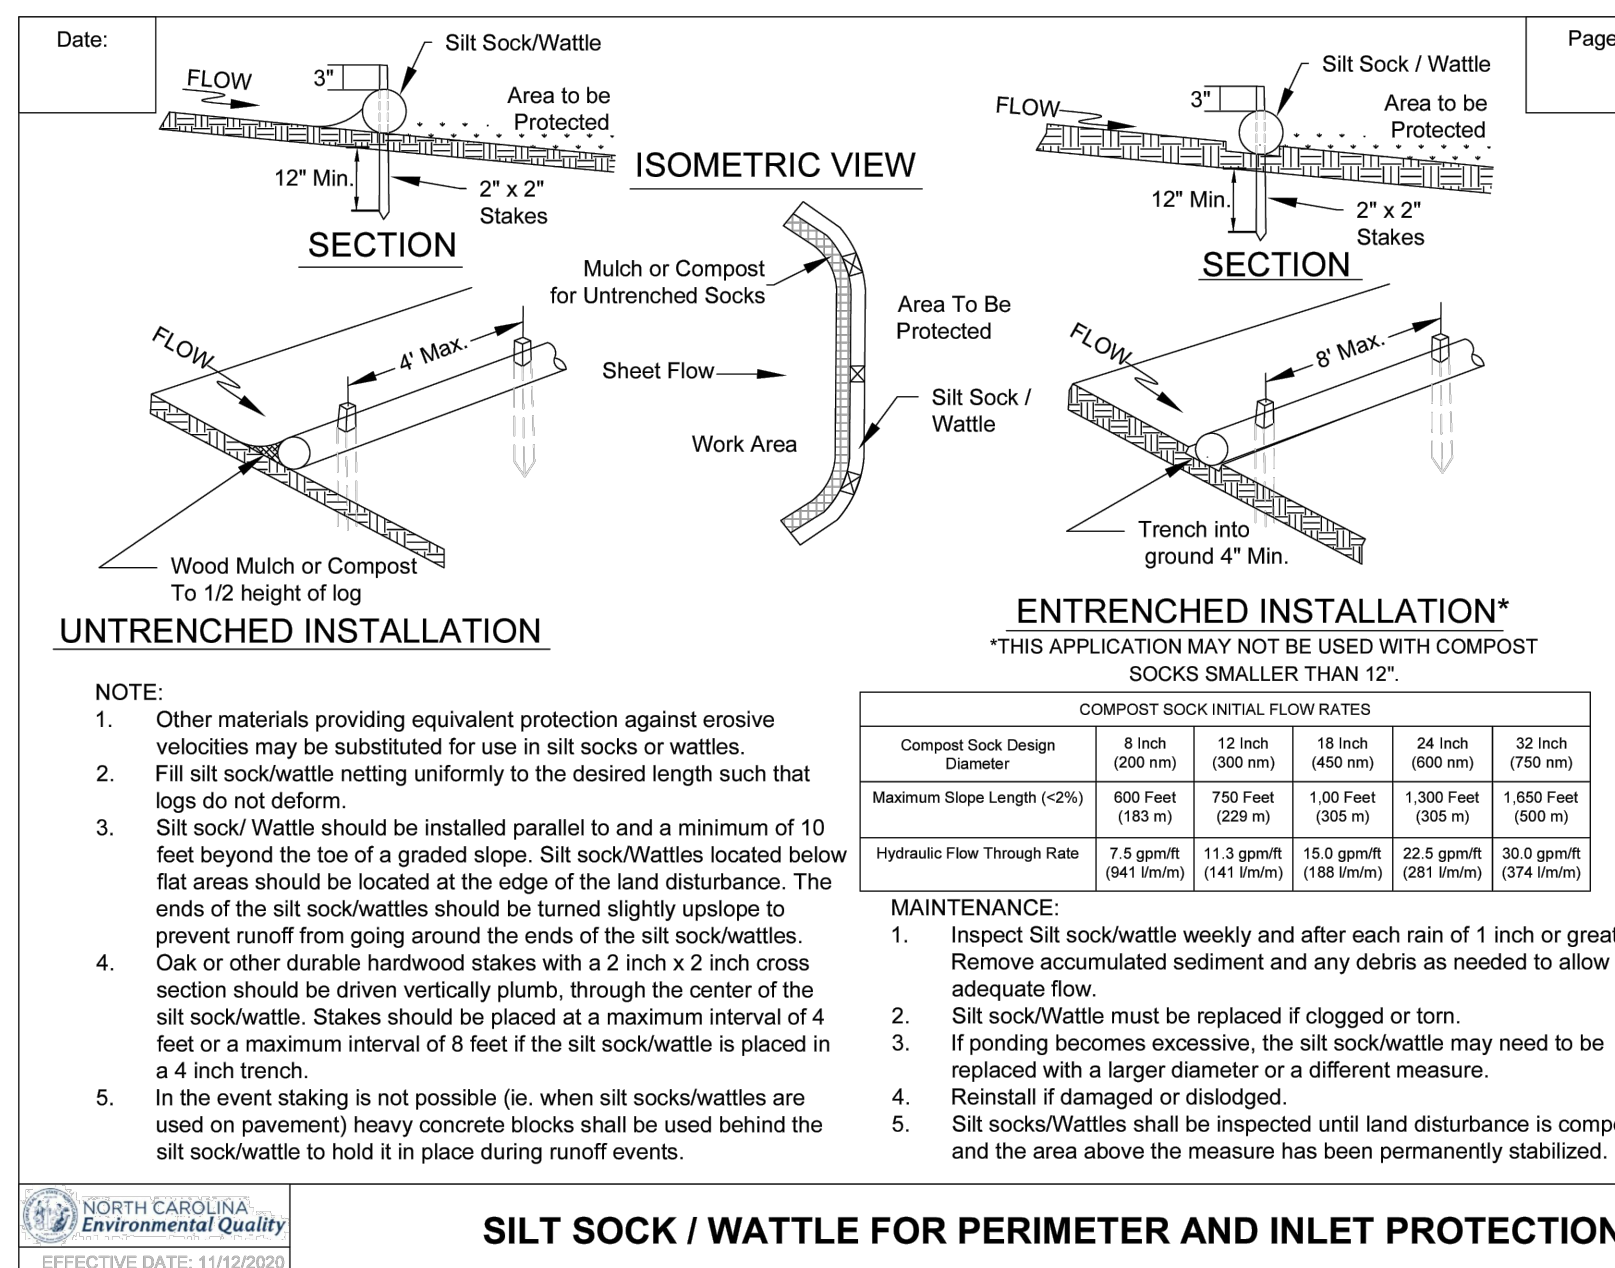 Date:
Page
Silt Sock/Wattle
FLOW
3"
Area to be
Protected
12" Min.
2" x 2"
Stakes
SECTION
ISOMETRIC VIEW
Silt Sock / Wattle
FLOW
3"
Area to be
Protected
12" Min.
2" x 2"
Stakes
SECTION
Mulch or Compost
for Untrenched Socks
Area To Be
Protected
Sheet Flow
Silt Sock /
Wattle
Work Area
FLOW
4' Max.
Wood Mulch or Compost
To 1/2 height of log
UNTRENCHED INSTALLATION
FLOW
8' Max.
Trench into
ground 4" Min.
ENTRENCHED INSTALLATION*
*THIS APPLICATION MAY NOT BE USED WITH COMPOST
SOCKS SMALLER THAN 12".
NOTE:
1. Other materials providing equivalent protection against erosive
velocities may be substituted for use in silt socks or wattles.
2. Fill silt sock/wattle netting uniformly to the desired length such that
logs do not deform.
3. Silt sock/ Wattle should be installed parallel to and a minimum of 10
feet beyond the toe of a graded slope. Silt sock/Wattles located below
flat areas should be located at the edge of the land disturbance. The
ends of the silt sock/wattles should be turned slightly upslope to
prevent runoff from going around the ends of the silt sock/wattles.
4. Oak or other durable hardwood stakes with a 2 inch x 2 inch cross
section should be driven vertically plumb, through the center of the
silt sock/wattle. Stakes should be placed at a maximum interval of 4
feet or a maximum interval of 8 feet if the silt sock/wattle is placed in
a 4 inch trench.
5. In the event staking is not possible (ie. when silt socks/wattles are
used on pavement) heavy concrete blocks shall be used behind the
silt sock/wattle to hold it in place during runoff events.
COMPOST SOCK INITIAL FLOW RATES
Compost Sock Design 8 Inch 12 Inch 18 Inch 24 Inch 32 Inch
Diameter (200 nm) (300 nm) (450 nm) (600 nm) (750 nm)
Maximum Slope Length (<2%) 600 Feet 750 Feet 1,00 Feet 1,300 Feet 1,650 Feet
(183 m) (229 m) (305 m) (305 m) (500 m)
Hydraulic Flow Through Rate 7.5 gpm/ft 11.3 gpm/ft 15.0 gpm/ft 22.5 gpm/ft 30.0 gpm/ft
(941 l/m/m) (141 l/m/m) (188 l/m/m) (281 l/m/m) (374 l/m/m)
MAINTENANCE:
1. Inspect Silt sock/wattle weekly and after each rain of 1 inch or great
Remove accumulated sediment and any debris as needed to allow
adequate flow.
2. Silt sock/Wattle must be replaced if clogged or torn.
3. If ponding becomes excessive, the silt sock/wattle may need to be
replaced with a larger diameter or a different measure.
4. Reinstall if damaged or dislodged.
5. Silt socks/Wattles shall be inspected until land disturbance is comp
and the area above the measure has been permanently stabilized.
NORTH CAROLINA
Environmental Quality
EFFECTIVE DATE: 11/12/2020
SILT SOCK / WATTLE FOR PERIMETER AND INLET PROTECTION